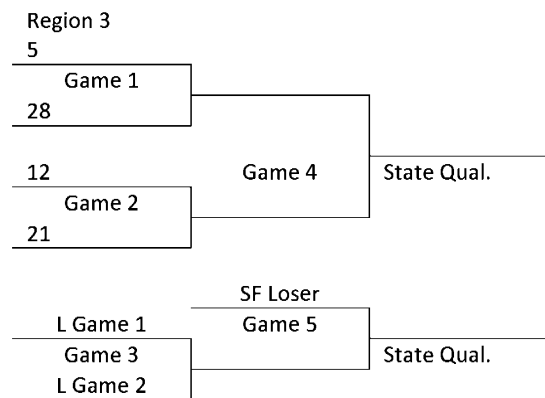 Region 3
5
Game 1
28
12
Game 4
State Qual.
Game 2
21
SF Loser
L Game 1
Game 5
Game 3
State Qual.
L Game 2